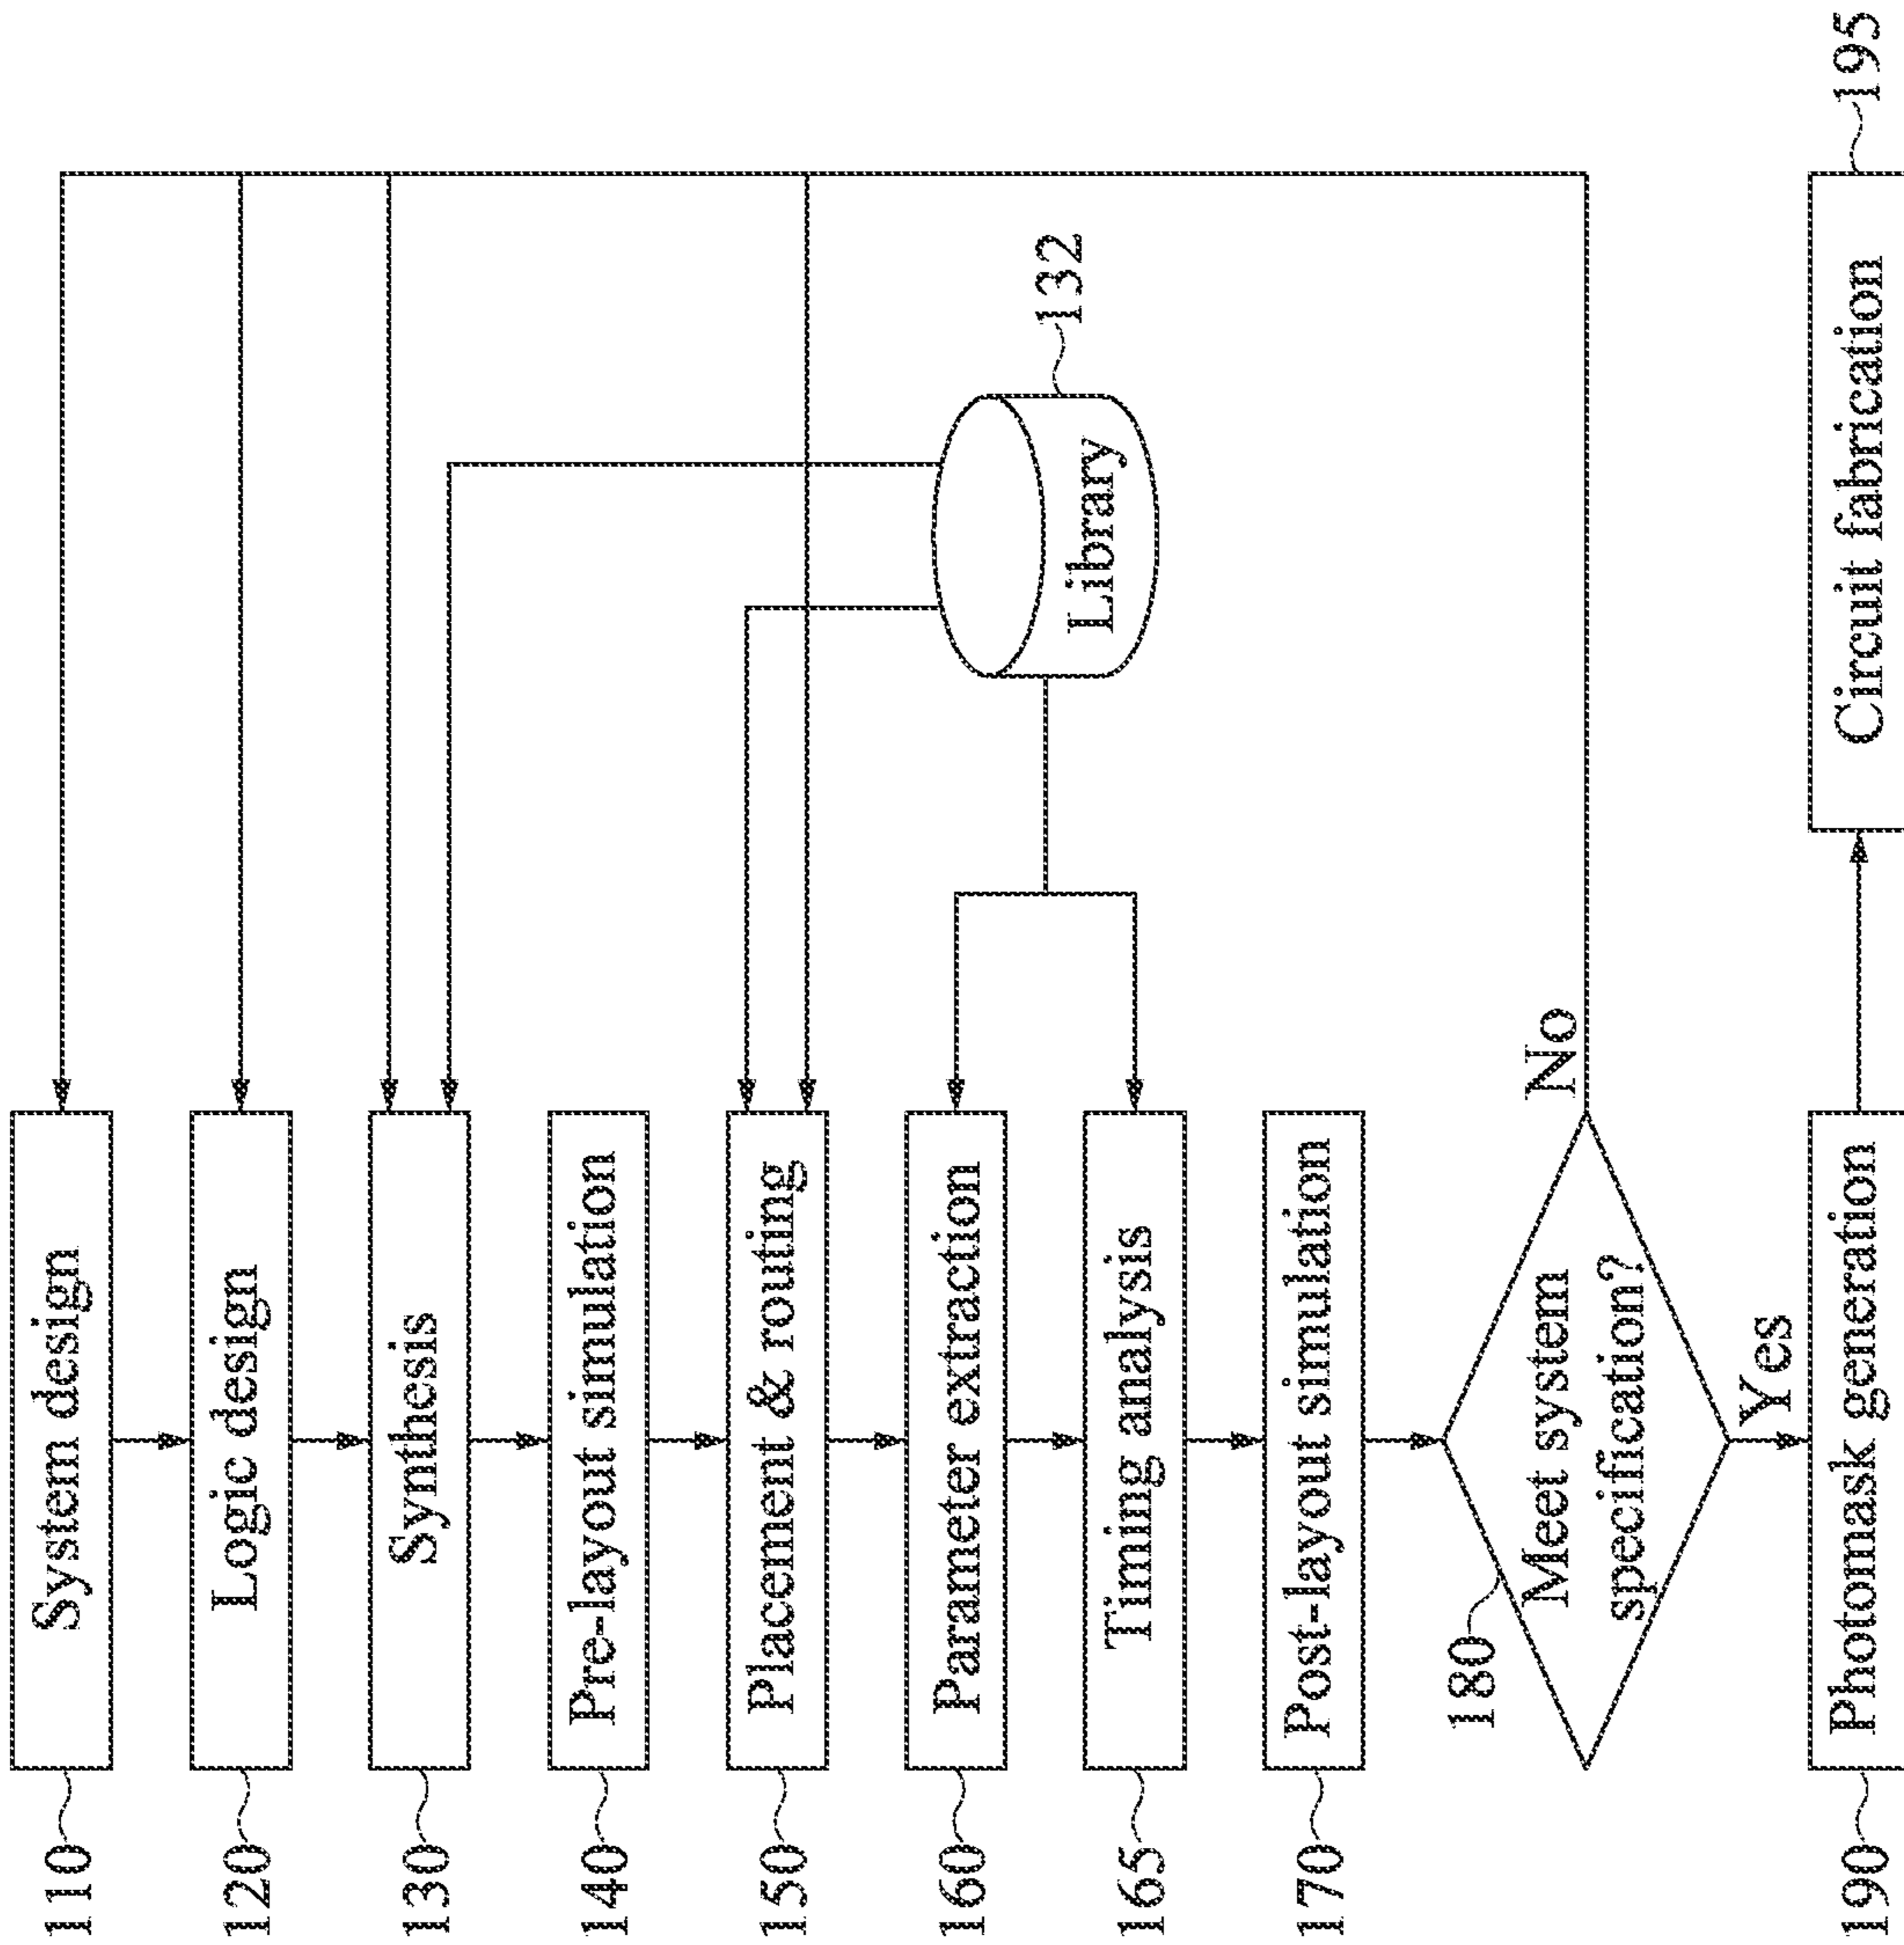 110
System design
120
Logic design
130
Synthesis
140
Pre-layout simulation
150
Placement & routing
132
Library
160
Parameter extraction
165
Timing analysis
170
Post-layout simulation
180
Meet system
specification?
No
Yes
190
Photomask generation
Circuit fabrication
195